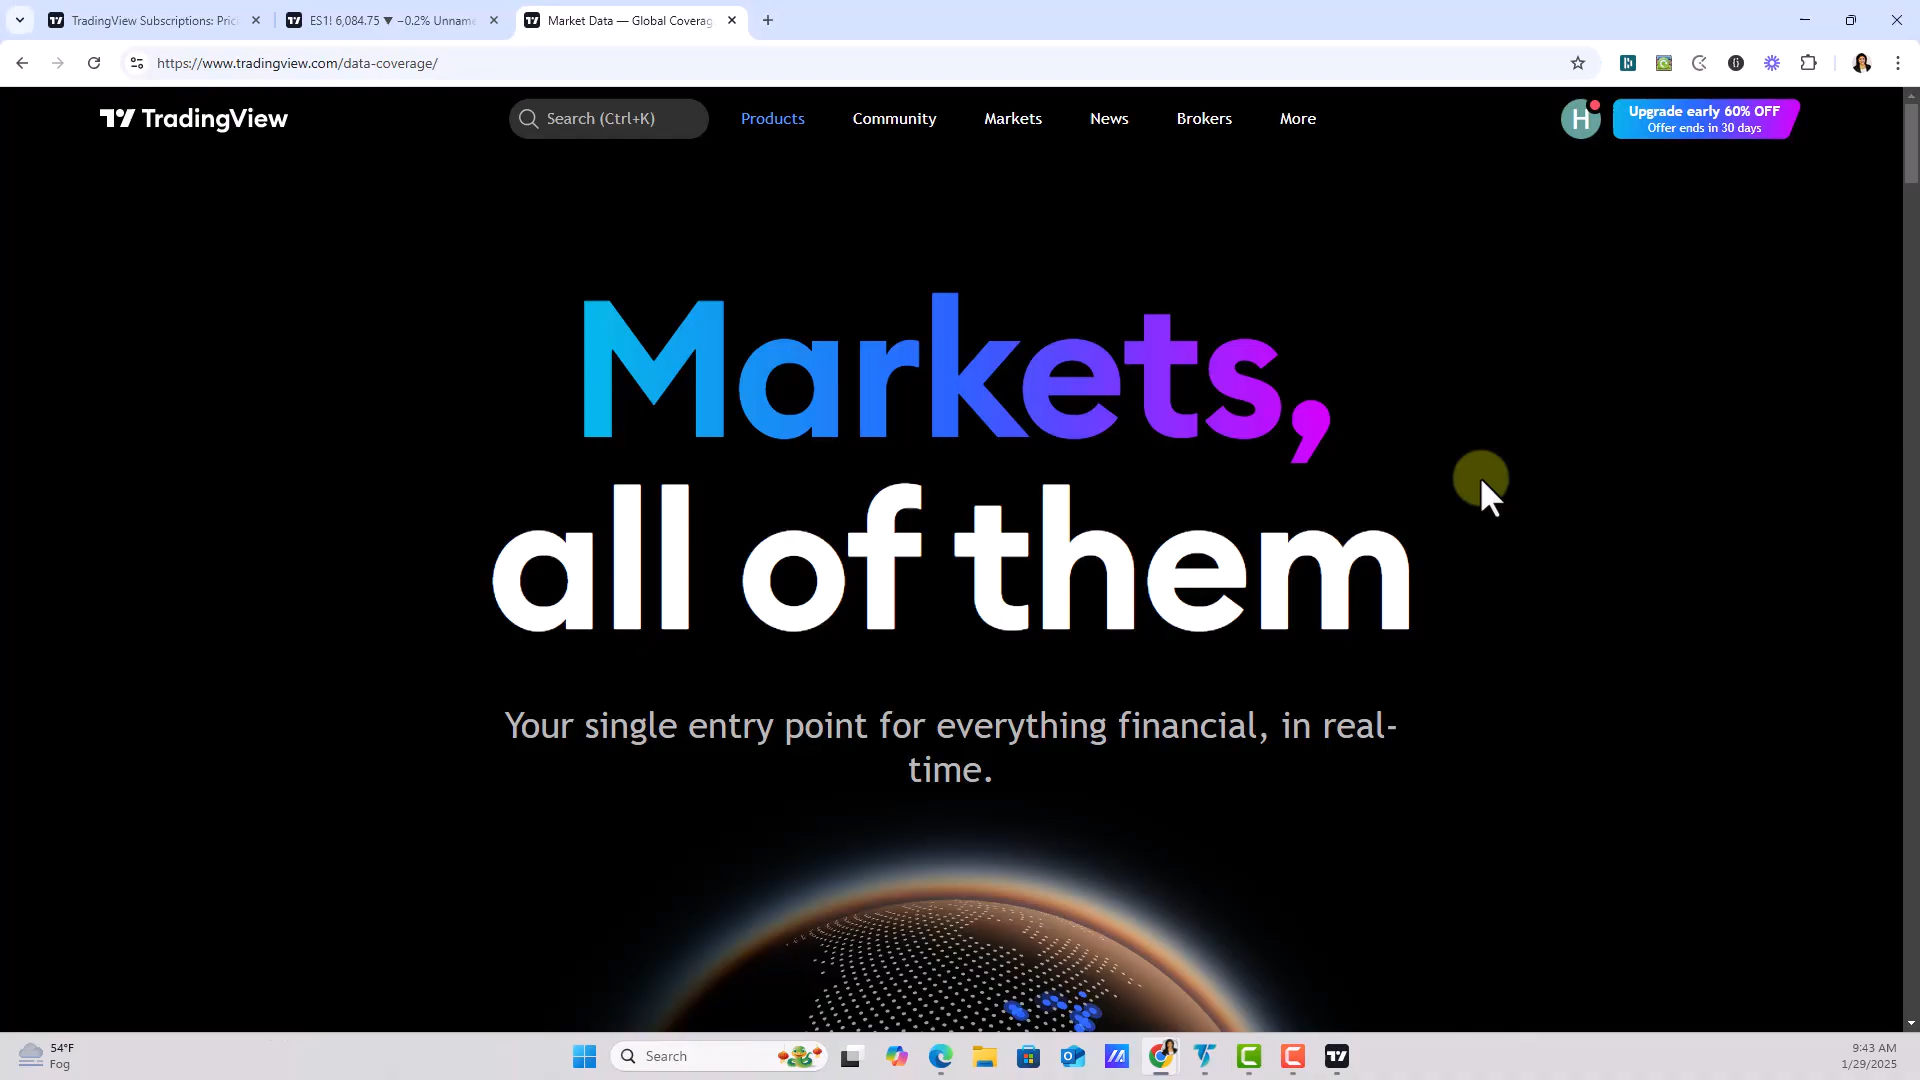 TradingView Subscriptions: Pric
ES1! 6,084.75 ▼ −0.2% Unname
Market Data — Global Coverag
https://www.tradingview.com/data-coverage/
TradingView
Search (Ctrl+K)
Products
Community
Markets
News
Brokers
More
H
Upgrade early 60% OFF
Offer ends in 30 days
Markets,
all of them
Your single entry point for everything financial, in real-
time.
54°F
Fog
Search
9:43 AM
1/29/2025